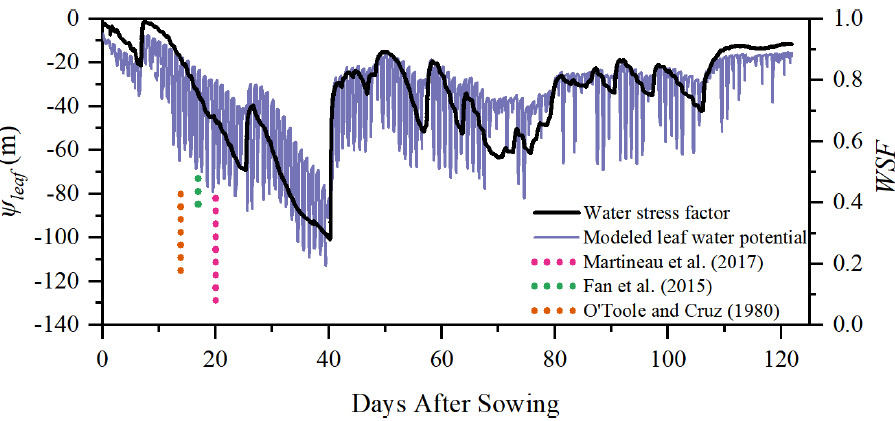 0
-20
-40
-60
-80
-100
-120
-140
ψleaf (m)
1.0
0.8
0.6
0.4
0.2
0.0
WSF
Water stress factor
Modeled leaf water potential
Martineau et al. (2017)
Fan et al. (2015)
O'Toole and Cruz (1980)
0 20 40 60 80 100 120
Days After Sowing